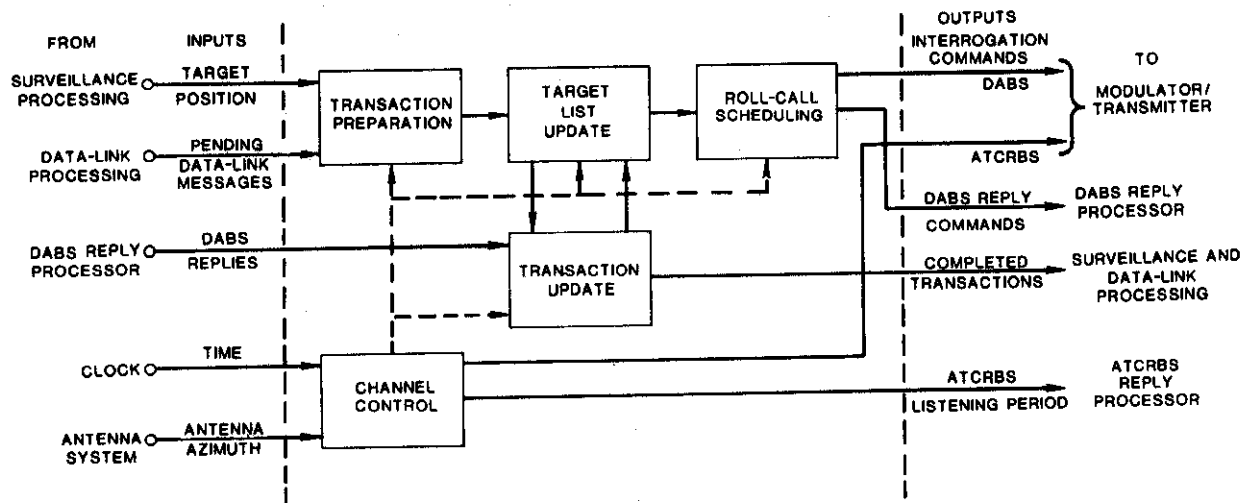 FROM
INPUTS
OUTPUTS
SURVEILLANCE
PROCESSING
TARGET
POSITION
TRANSACTION
PREPARATION
TARGET
LIST
UPDATE
ROLL-CALL
SCHEDULING
INTERROGATION
COMMANDS
DABS
TO
MODULATOR/
TRANSMITTER
DATA-LINK
PROCESSING
PENDING
DATA-LINK
MESSAGES
ATCRBS
DABS REPLY
COMMANDS
DABS REPLY
PROCESSOR
DABS REPLY
PROCESSOR
DABS
REPLIES
TRANSACTION
UPDATE
COMPLETED
TRANSACTIONS
SURVEILLANCE AND
DATA-LINK
PROCESSING
CLOCK
TIME
CHANNEL
CONTROL
ATCRBS
LISTENING PERIOD
ATCRBS
REPLY
PROCESSOR
ANTENNA
SYSTEM
ANTENNA
AZIMUTH